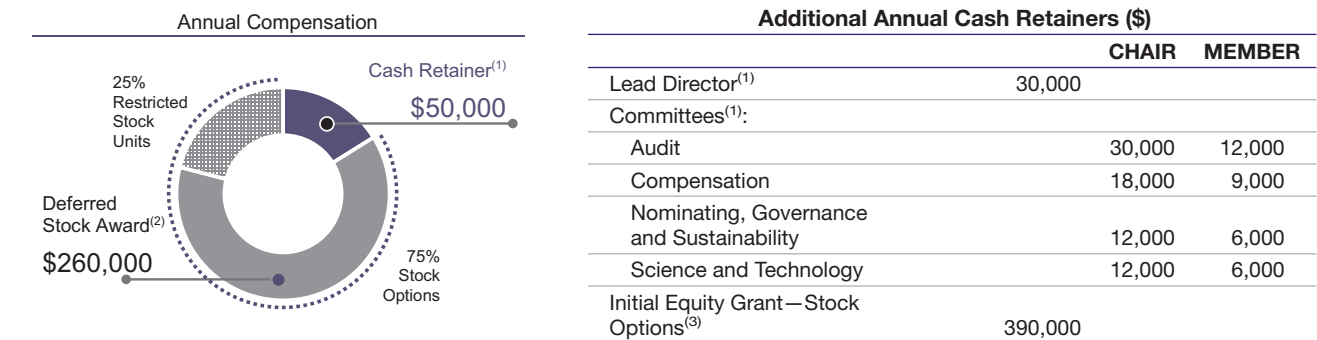 Annual Compensation
Cash Retainer(1)
$50,000
25%
Restricted
Stock
Units
Deferred
Stock Award(2)
$260,000
75%
Stock
Options
Additional Annual Cash Retainers ($)
CHAIR MEMBER
Lead Director(1) 30,000
Committees(1):
Audit 30,000 12,000
Compensation 18,000 9,000
Nominating, Governance
and Sustainability 12,000 6,000
Science and Technology 12,000 6,000
Initial Equity Grant—Stock
Options(3) 390,000